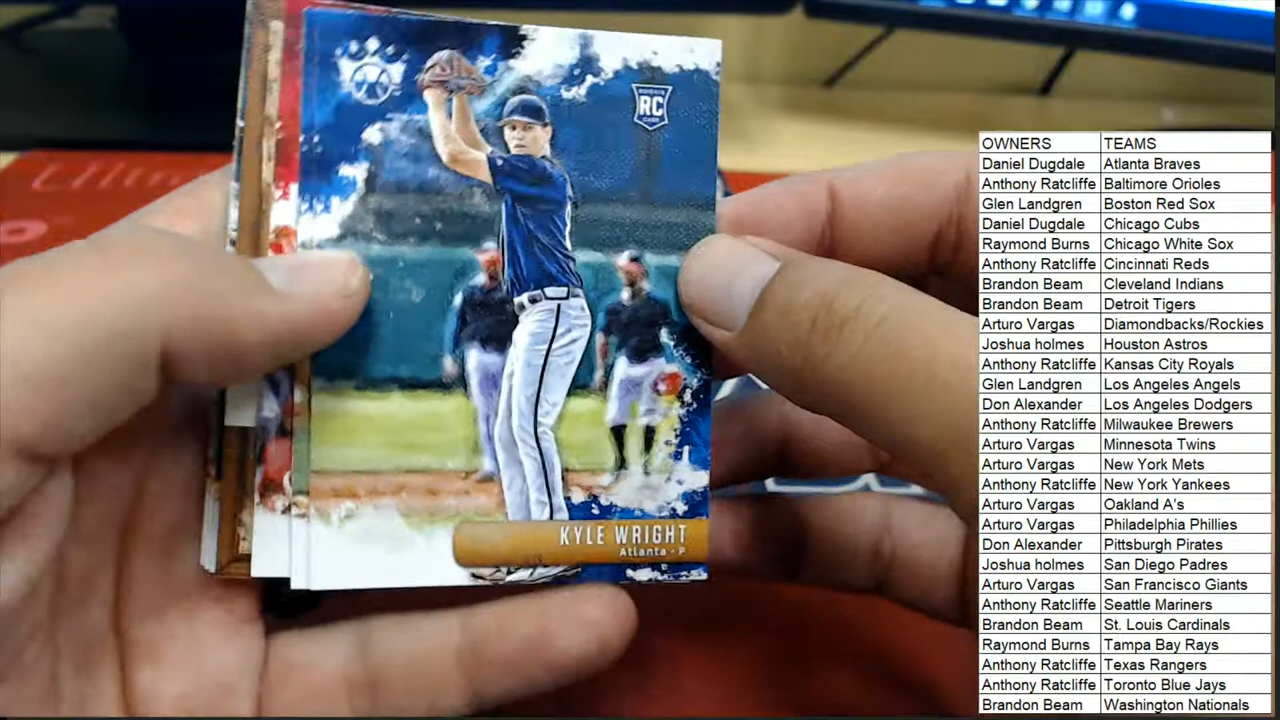 ROOKIE
RC
CARD
KYLE WRIGHT
Atlanta - P
OWNERS TEAMS
Daniel Dugdale Atlanta Braves
Anthony Ratcliffe Baltimore Orioles
Glen Landgren Boston Red Sox
Daniel Dugdale Chicago Cubs
Raymond Burns Chicago White Sox
Anthony Ratcliffe Cincinnati Reds
Brandon Beam Cleveland Indians
Brandon Beam Detroit Tigers
Arturo Vargas Diamondbacks/Rockies
Joshua holmes Houston Astros
Anthony Ratcliffe Kansas City Royals
Glen Landgren Los Angeles Angels
Don Alexander Los Angeles Dodgers
Anthony Ratcliffe Milwaukee Brewers
Arturo Vargas Minnesota Twins
Arturo Vargas New York Mets
Anthony Ratcliffe New York Yankees
Arturo Vargas Oakland A's
Arturo Vargas Philadelphia Phillies
Don Alexander Pittsburgh Pirates
Joshua holmes San Diego Padres
Arturo Vargas San Francisco Giants
Anthony Ratcliffe Seattle Mariners
Brandon Beam St. Louis Cardinals
Raymond Burns Tampa Bay Rays
Anthony Ratcliffe Texas Rangers
Anthony Ratcliffe Toronto Blue Jays
Brandon Beam Washington Nationals